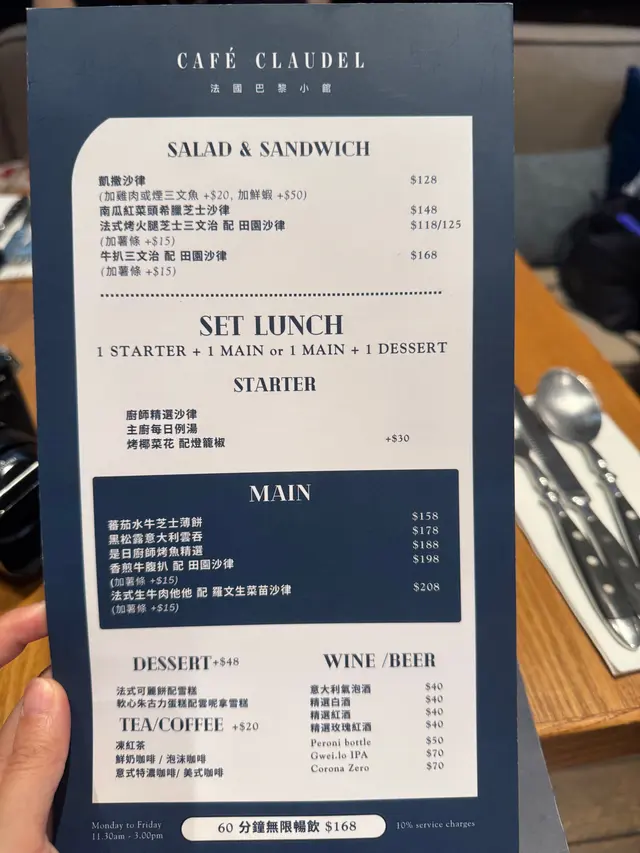 CAFÉ CLAUDEL
法國巴黎小館
SALAD & SANDWICH
凱撒沙律 $128
(加雞肉或煙三文魚 +$20, 加鮮蝦 +$50)
南瓜紅菜頭希臘芝士沙律 $148
法式烤火腿芝士三文治 配 田園沙律 $118/125
(加薯條 +$15)
牛扒三文治 配 田園沙律 $168
(加薯條 +$15)
SET LUNCH
1 STARTER + 1 MAIN or 1 MAIN + 1 DESSERT
STARTER
廚師精選沙律
主廚每日例湯
烤椰菜花 配燈籠椒 +$30
MAIN
蕃茄水牛芝士薄餅 $158
黑松露意大利雲吞 $178
是日廚師烤魚精選 $188
香煎牛腹扒 配 田園沙律 $198
(加薯條 +$15)
法式生牛肉他他 配 羅文生菜苗沙律 $208
(加薯條 +$15)
DESSERT +$48
法式可麗餅配雪糕
軟心朱古力蛋糕配雲呢拿雪糕
TEA/COFFEE +$20
凍紅茶
鮮奶咖啡 / 泡沫咖啡
意式特濃咖啡/ 美式咖啡
WINE /BEER
意大利氣泡酒 $40
精選白酒 $40
精選紅酒 $40
精選玫瑰紅酒 $40
Peroni bottle $50
Gwei.lo IPA $70
Corona Zero $70
Monday to Friday
11.30am - 3.00pm
60 分鐘無限暢飲 $168
10% service charges